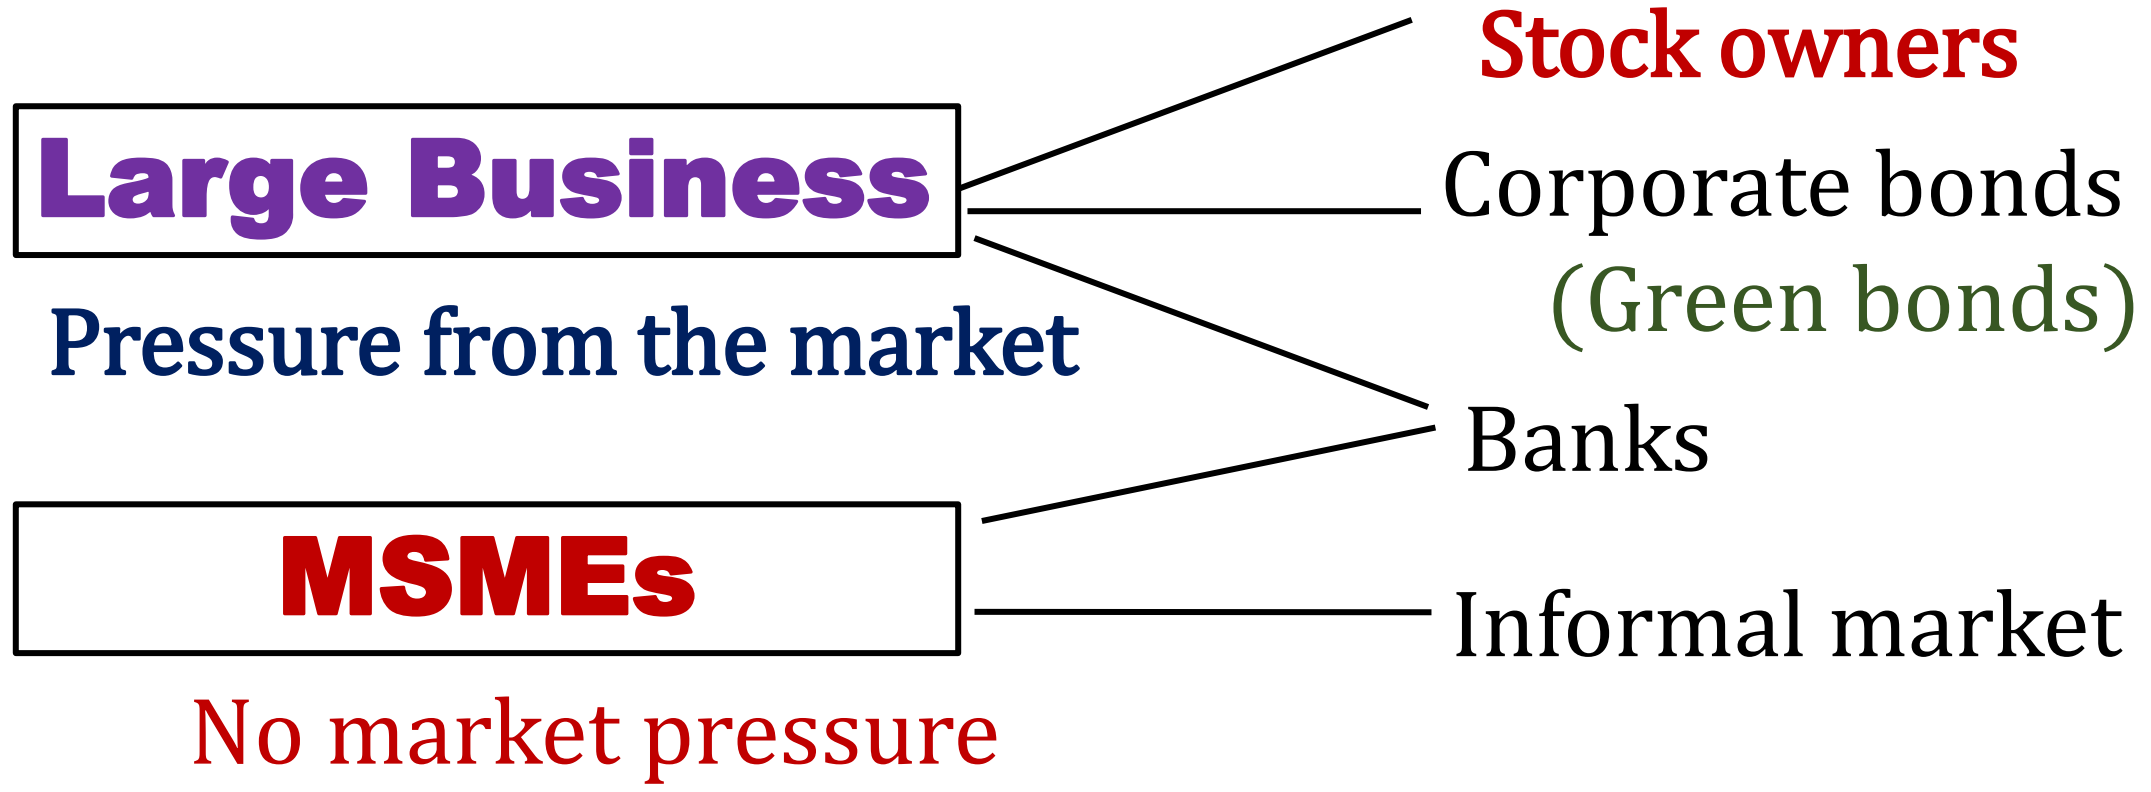 Stock owners
Large Business
Corporate bonds
(Green bonds)
Pressure from the market
Banks
MSMEs
Informal market
No market pressure